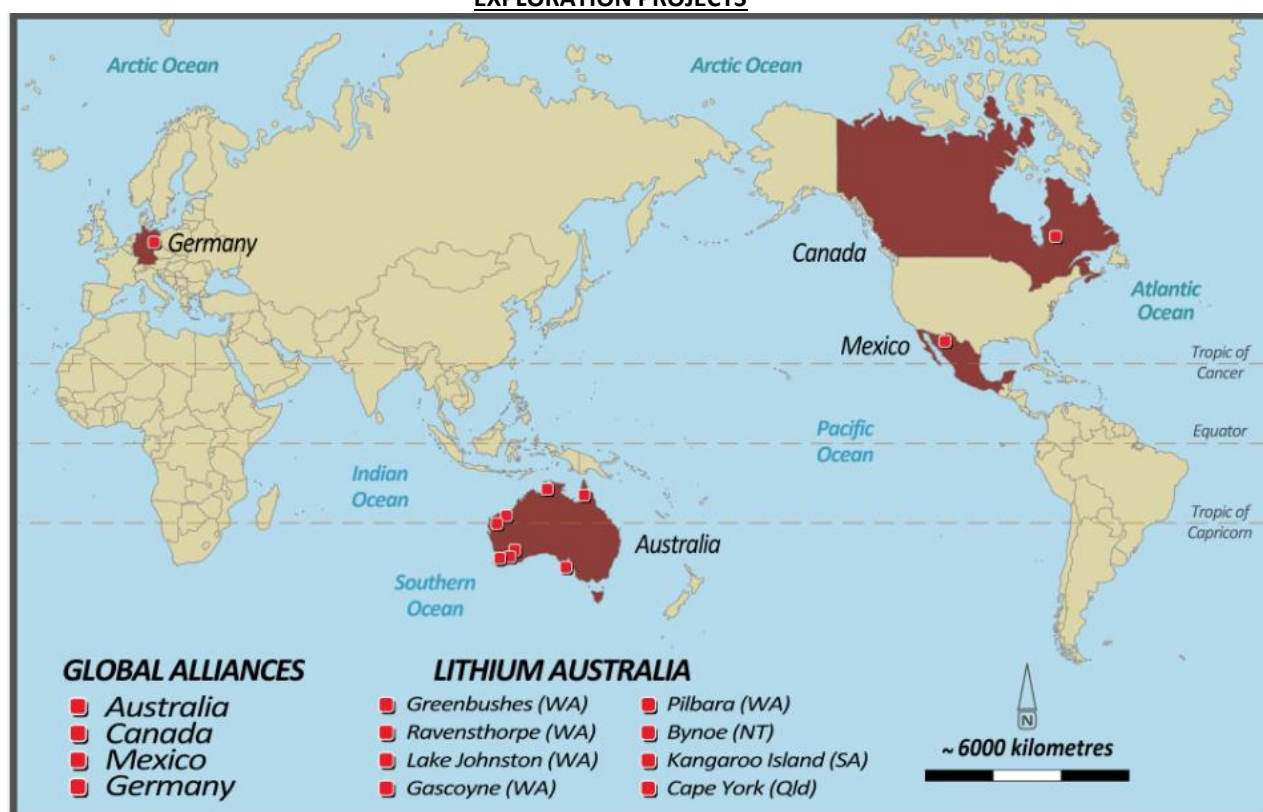 EXPLORATION PROJECTS
Arctic Ocean
Arctic Ocean
Germany
Canada
Atlantic
Ocean
Mexico
Tropic of
Cancer
Pacific
Ocean
Equator
Indian
Ocean
Tropic of
Capricorn
Australia
Southern
Ocean
GLOBAL ALLIANCES
Australia
Canada
Mexico
Germany
LITHIUM AUSTRALIA
Greenbushes (WA)
Ravensthorpe (WA)
Lake Johnston (WA)
Gascoyne (WA)
Pilbara (WA)
Bynoe (NT)
Kangaroo Island (SA)
Cape York (Qld)
N
~ 6000 kilometres